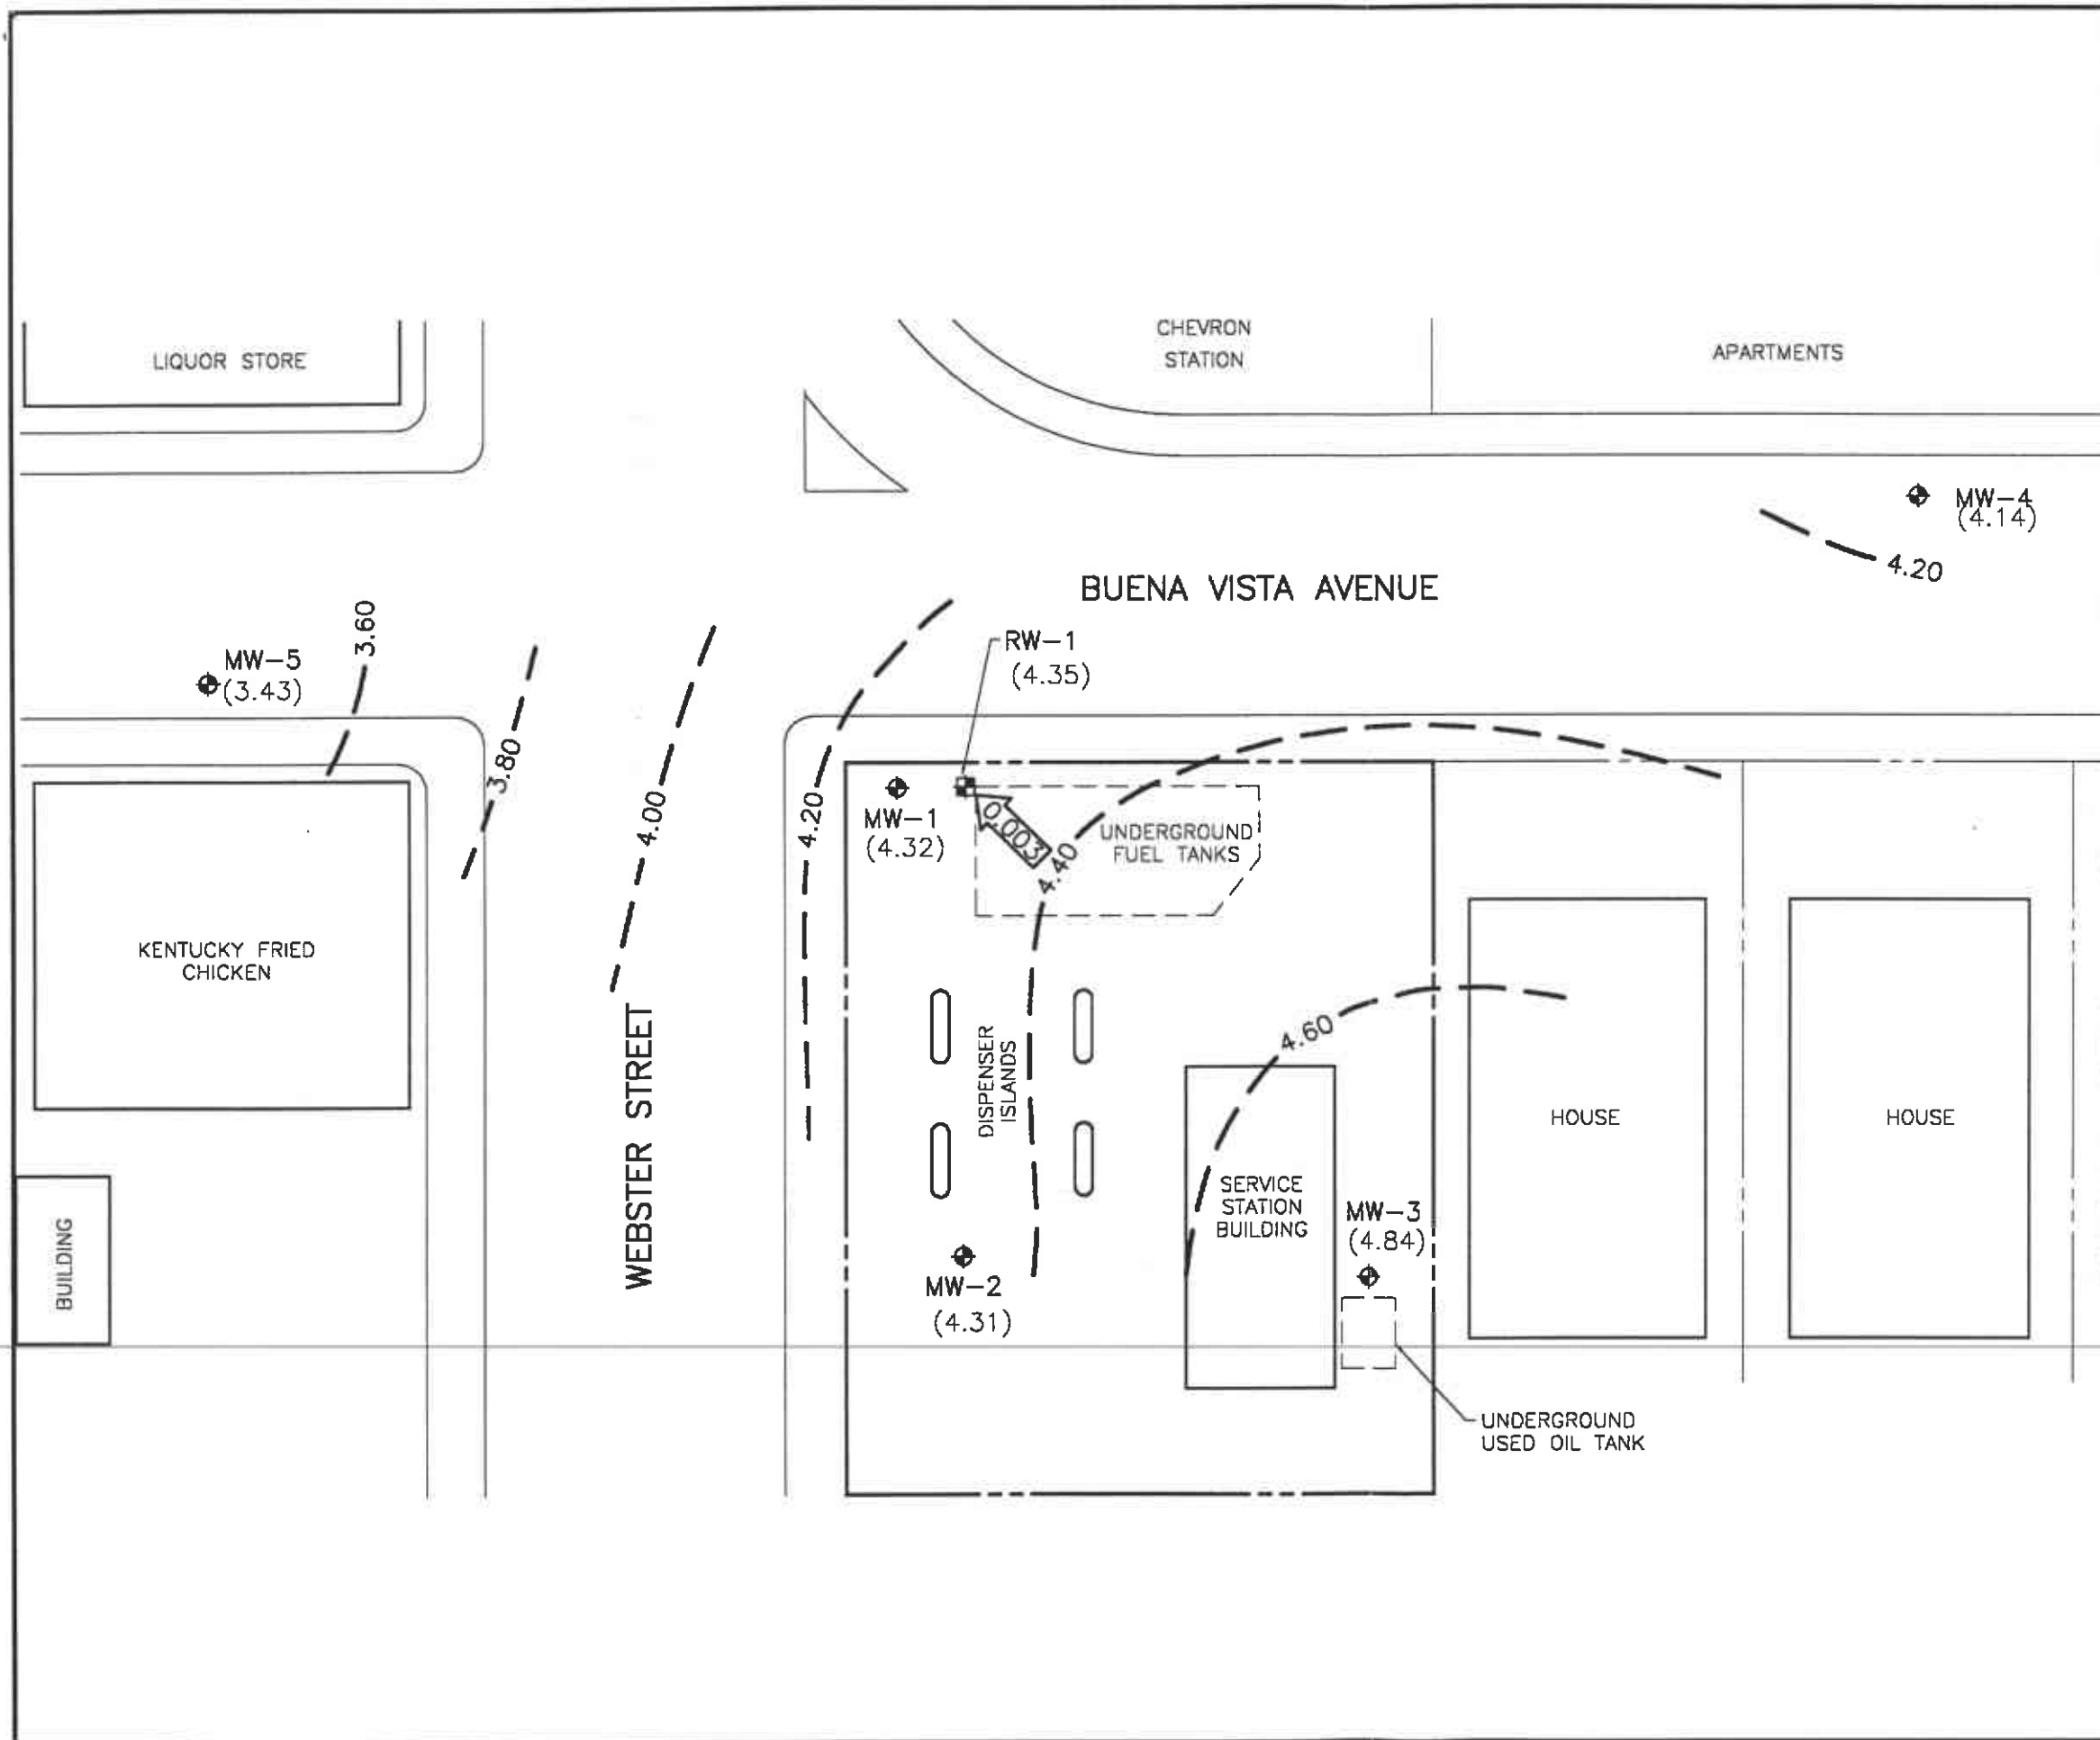 LIQUOR STORE
CHEVRON
STATION
APARTMENTS
MW-4
(4.14)
4.20
BUENA VISTA AVENUE
3.60
MW-5
(3.43)
RW-1
(4.35)
3.80
4.00
4.20
MW-1
(4.32)
0.003
4.40
UNDERGROUND
FUEL TANKS
KENTUCKY FRIED
CHICKEN
WEBSTER STREET
DISPENSER
ISLANDS
4.60
HOUSE
HOUSE
SERVICE
STATION
BUILDING
MW-3
(4.84)
BUILDING
MW-2
(4.31)
UNDERGROUND
USED OIL TANK